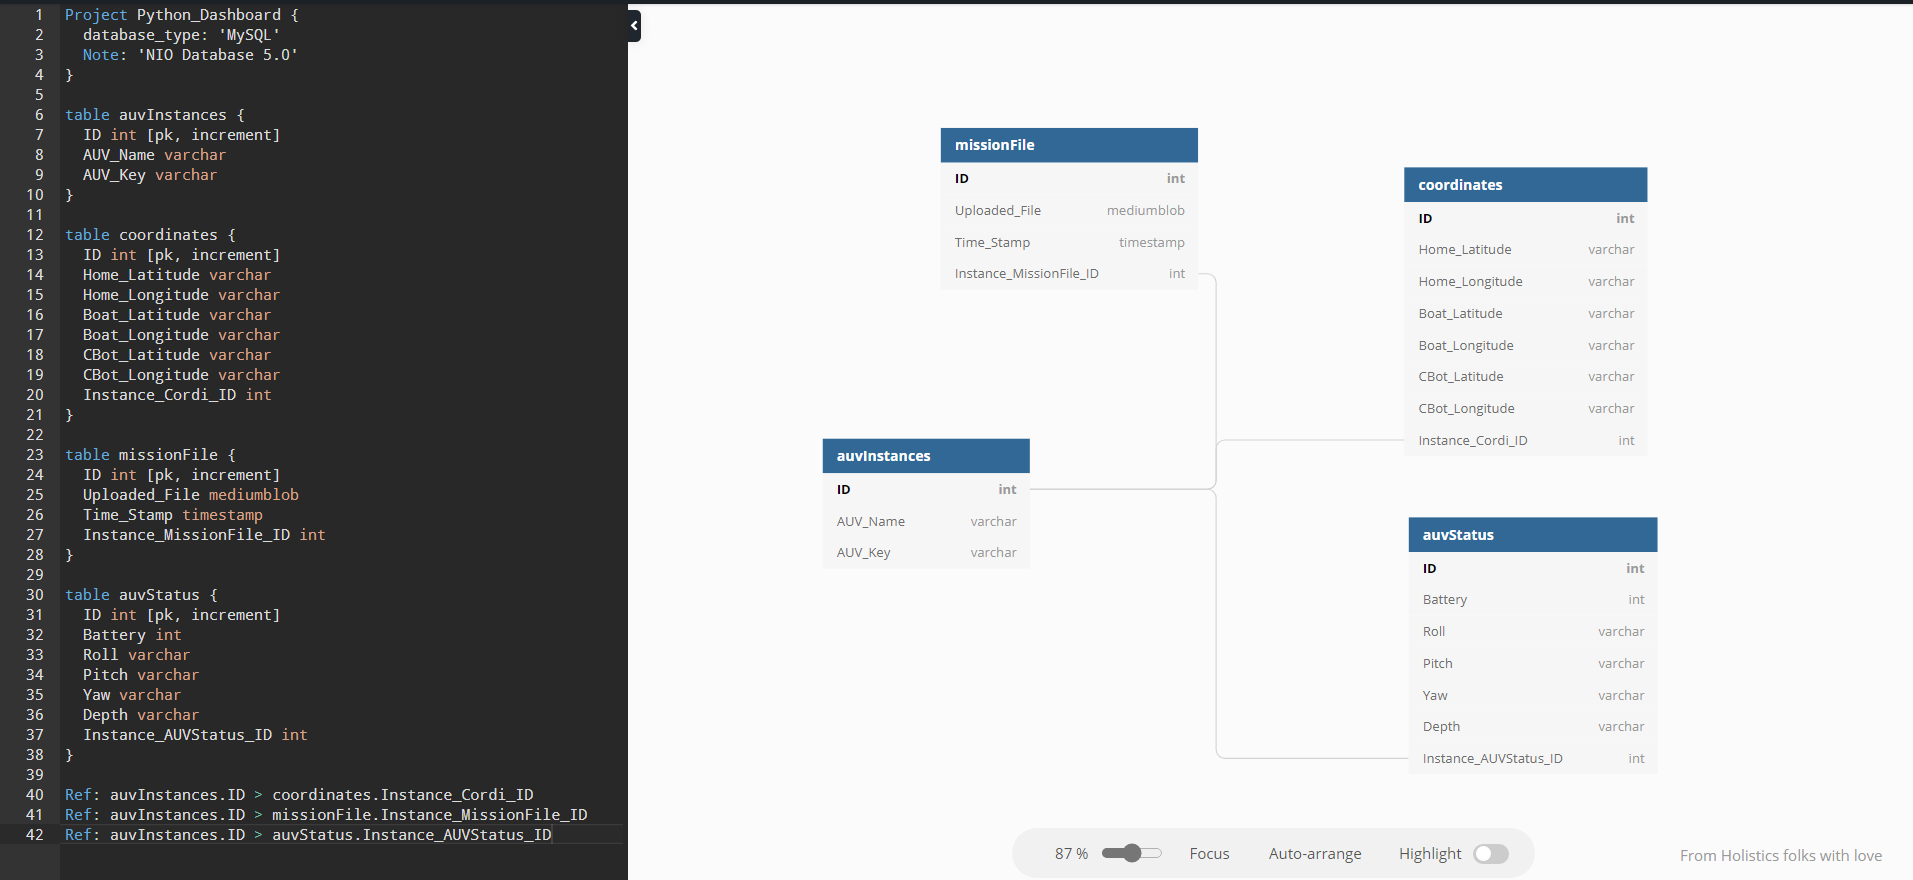 1 Project Python_Dashboard {
2 database_type: 'MySQL'
3 Note: 'NIO Database 5.0'
4 }
5
6 table auvInstances {
7 ID int [pk, increment]
8 AUV_Name varchar
9 AUV_Key varchar
10 }
11
12 table coordinates {
13 ID int [pk, increment]
14 Home_Latitude varchar
15 Home_Longitude varchar
16 Boat_Latitude varchar
17 Boat_Longitude varchar
18 CBot_Latitude varchar
19 CBot_Longitude varchar
20 Instance_Cordi_ID int
21 }
22
23 table missionFile {
24 ID int [pk, increment]
25 Uploaded_File mediumblob
26 Time_Stamp timestamp
27 Instance_MissionFile_ID int
28 }
29
30 table auvStatus {
31 ID int [pk, increment]
32 Battery int
33 Roll varchar
34 Pitch varchar
35 Yaw varchar
36 Depth varchar
37 Instance_AUVStatus_ID int
38 }
39
40 Ref: auvInstances.ID > coordinates.Instance_Cordi_ID
41 Ref: auvInstances.ID > missionFile.Instance_MissionFile_ID
42 Ref: auvInstances.ID > auvStatus.Instance_AUVStatus_ID
missionFile
ID int
Uploaded_File mediumblob
Time_Stamp timestamp
Instance_MissionFile_ID int
coordinates
ID int
Home_Latitude varchar
Home_Longitude varchar
Boat_Latitude varchar
Boat_Longitude varchar
CBot_Latitude varchar
CBot_Longitude varchar
Instance_Cordi_ID int
auvInstances
ID int
AUV_Name varchar
AUV_Key varchar
auvStatus
ID int
Battery int
Roll varchar
Pitch varchar
Yaw varchar
Depth varchar
Instance_AUVStatus_ID int
87 % Focus Auto-arrange Highlight
From Holistics folks with love